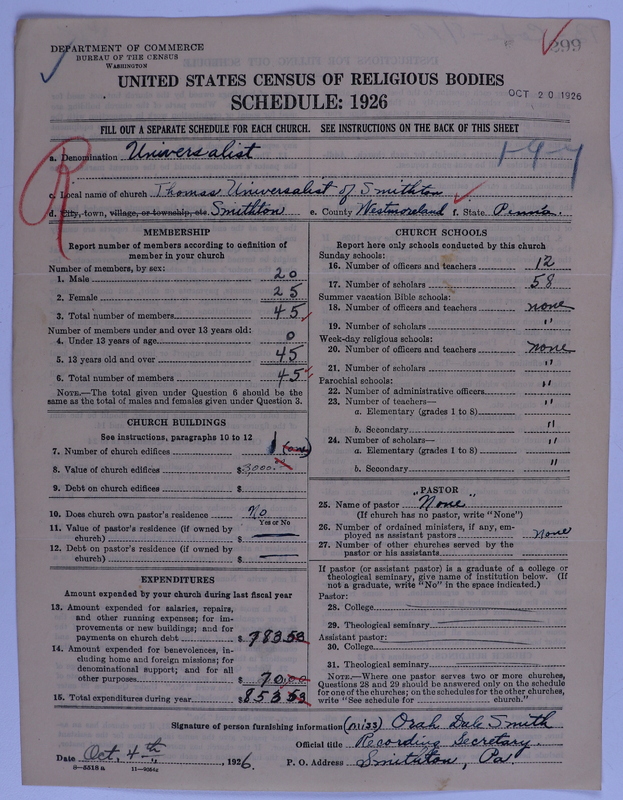 299
DEPARTMENT OF COMMERCE
BUREAU OF THE CENSUS
WASHINGTON
UNITED STATES CENSUS OF RELIGIOUS BODIES
SCHEDULE: 1926
OCT 20 1926
FILL OUT A SEPARATE SCHEDULE FOR EACH CHURCH. SEE INSTRUCTIONS ON THE BACK OF THIS SHEET
R
a. Denomination Universalist
1-9-7
c. Local name of church Thomas Universalist of Smithton
d. City, town, village, or township, etc. Smithton e. County Westmoreland f. State Penn'a.
MEMBERSHIP
Report number of members according to definition of
member in your church
Number of members, by sex:
1. Male 20
2. Female 25
3. Total number of members 45
Number of members under and over 13 years old:
4. Under 13 years of age 0
5. 13 years old and over 45
6. Total number of members 45
NOTE.—The total given under Question 6 should be
same as the total of males and females given under Question 3.
CHURCH BUILDINGS
See instructions, paragraphs 10 to 12
7. Number of church edifices 1 (one)
8. Value of church edifices $3,000.
9. Debt on church edifices $
10. Does church own pastor's residence No
Yes or No
11. Value of pastor's residence (if owned by
church) $
12. Debt on pastor's residence (if owned by
church) $
EXPENDITURES
Amount expended by your church during last fiscal year
13. Amount expended for salaries, repairs,
and other running expenses; for im-
provements or new buildings; and for
payments on church debt $ 783.53
14. Amount expended for benevolences, in-
cluding home and foreign missions; for
denominational support; and for all
other purposes $ 70.00
15. Total expenditures during year $ 853.53
CHURCH SCHOOLS
Report here only schools conducted by this church
Sunday schools:
16. Number of officers and teachers 12
17. Number of scholars 58
Summer vacation Bible schools:
18. Number of officers and teachers none
19. Number of scholars "
Week-day religious schools:
20. Number of officers and teachers none
21. Number of scholars "
Parochial schools:
22. Number of administrative officers "
23. Number of teachers—
a. Elementary (grades 1 to 8) "
b. Secondary "
24. Number of scholars—
a. Elementary (grades 1 to 8) "
b. Secondary "
PASTOR
25. Name of pastor None
(If church has no pastor, write "None")
26. Number of ordained ministers, if any, em-
ployed as assistant pastors none
27. Number of other churches served by the
pastor or his assistants
If pastor (or assistant pastor) is a graduate of a college or
theological seminary, give name of institution below. (If
not a graduate, write "No" in the space indicated.)
Pastor:
28. College
29. Theological seminary
Assistant pastor:
30. College
31. Theological seminary
NOTE.—Where one pastor serves two or more churches,
Questions 28 and 29 should be answered only on the schedule
for one of the churches; on the schedules for the other churches,
write "See schedule for church."
Signature of person furnishing information (Miss) Orah Dale Smith
Official title Recording Secretary.
Date Oct. 4th, 1926. P. O. Address Smithton, Pa.
8—5518a 11—9064a